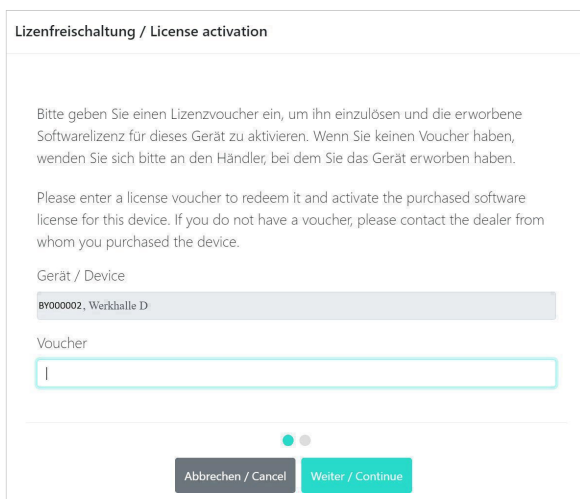 Lizenfreischaltung / License activation
Bitte geben Sie einen Lizenzvoucher ein, um ihn einzulösen und die erworbene
Softwarelizenz für dieses Gerät zu aktivieren. Wenn Sie keinen Voucher haben,
wenden Sie sich bitte an den Händler, bei dem Sie das Gerät erworben haben.
Please enter a license voucher to redeem it and activate the purchased software
license for this device. If you do not have a voucher, please contact the dealer from
whom you purchased the device.
Gerät / Device
BY000002, Werkhalle D
Voucher
Abbrechen / Cancel Weiter / Continue